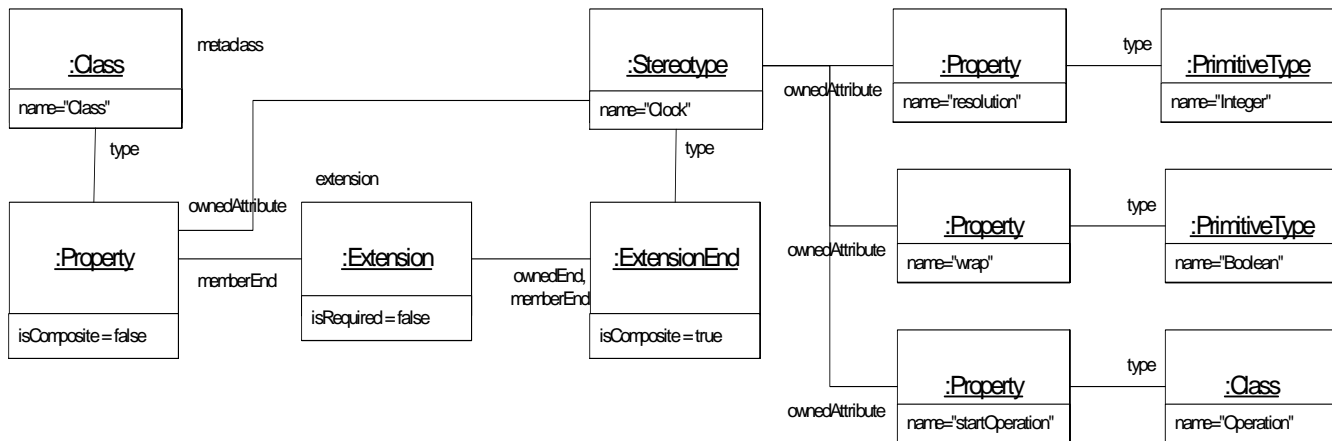 :Class
name="Class"
metaclass
:Stereotype
name="Clock"
ownedAttribute
:Property
name="resolution"
type
:PrimitiveType
name="Integer"
type
type
extension
ownedAttribute
:Property
isComposite = false
memberEnd
:Extension
isRequired = false
ownedEnd,
memberEnd
:ExtensionEnd
isComposite = true
ownedAttribute
:Property
name="wrap"
type
:PrimitiveType
name="Boolean"
ownedAttribute
:Property
name="startOperation"
type
:Class
name="Operation"